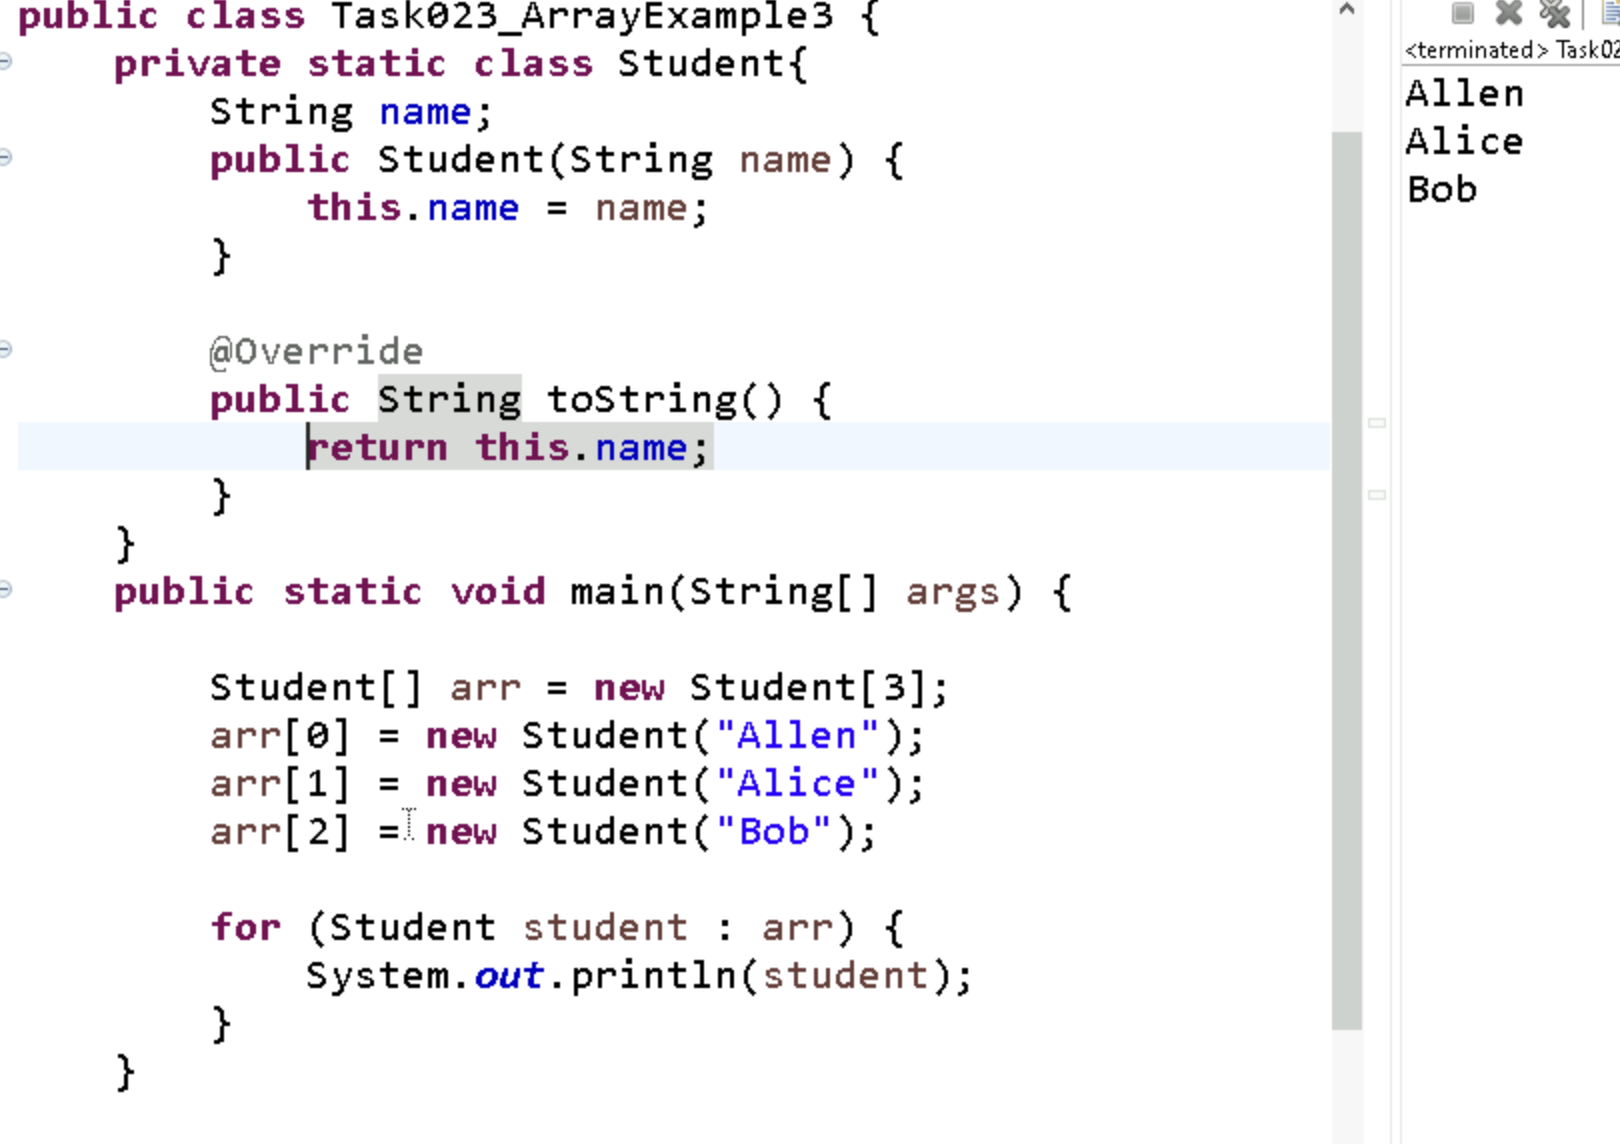 public class Task023_ArrayExample3 {
private static class Student{
String name;
public Student(String name) {
this.name = name;
}
@Override
public String toString() {
return this.name;
}
}
public static void main(String[] args) {
Student[] arr = new Student[3];
arr[0] = new Student("Allen");
arr[1] = new Student("Alice");
arr[2] = new Student("Bob");
for (Student student : arr) {
System.out.println(student);
}
}
<terminated> Task02
Allen
Alice
Bob